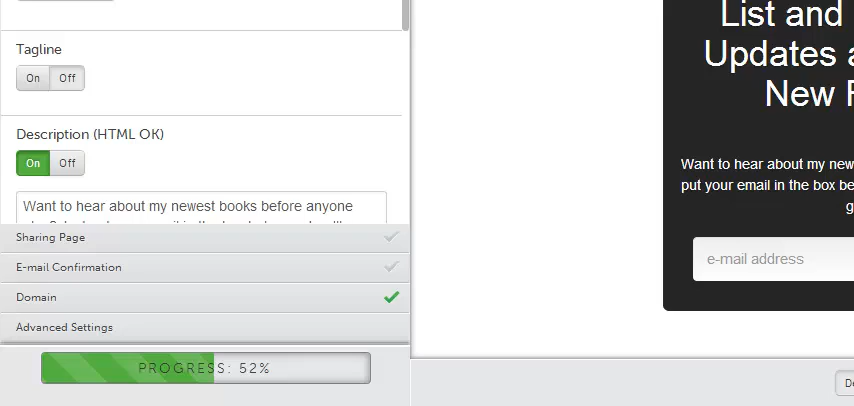 Tagline
On Off
Description (HTML OK)
On Off
Want to hear about my newest books before anyone
Sharing Page
E-mail Confirmation
Domain
Advanced Settings
PROGRESS: 52%
List and
Updates
New
Want to hear about my new
put your email in the box be
e-mail address